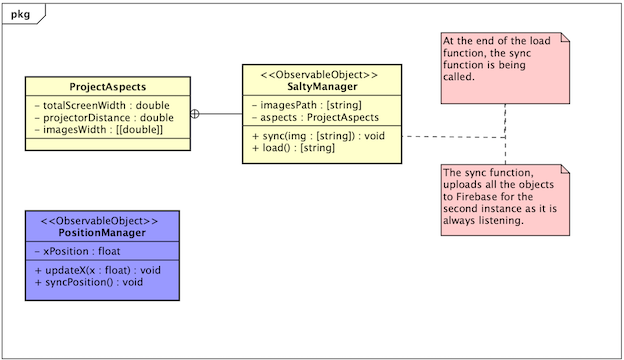 pkg
ProjectAspects
- totalScreenWidth : double
- projectorDistance : double
- imagesWidth : [[double]]
<<ObservableObject>>
SaltyManager
- imagesPath : [string]
- aspects : ProjectAspects
+ sync(img : [string]) : void
+ load() : [string]
At the end of the load
function, the sync
function is being
called.
The sync function,
uploads all the objects
to Firebase for the
second instance as it is
always listening.
<<ObservableObject>>
PositionManager
- xPosition : float
+ updateX(x : float) : void
+ syncPosition() : void